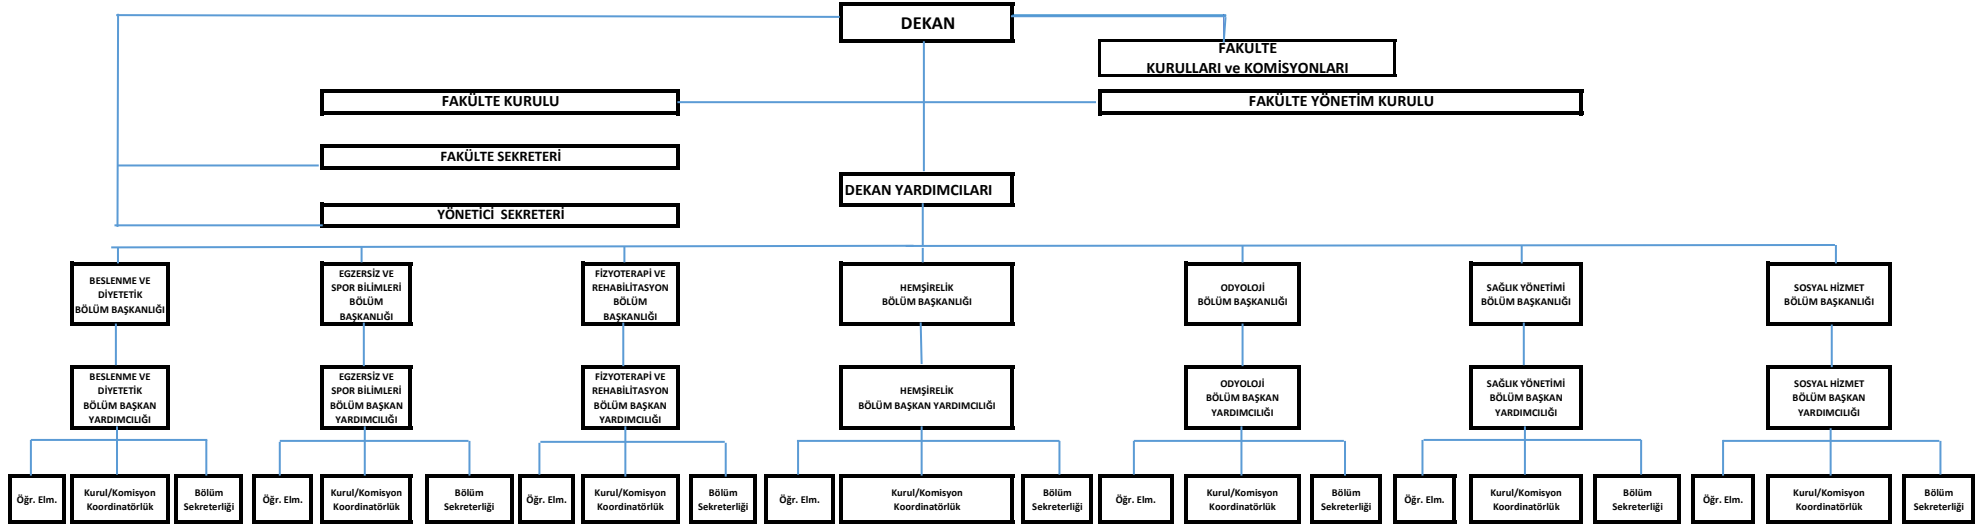 DEKAN
FAKÜLTE
KURULLARI ve KOMİSYONLARI
FAKÜLTE KURULU
FAKÜLTE YÖNETİM KURULU
FAKÜLTE SEKRETERİ
DEKAN YARDIMCILARI
YÖNETİCİ SEKRETERİ
BESLENME VE
DİYETETİK
BÖLÜM BAŞKANLIĞI
EGZERSİZ VE
SPOR BİLİMLERİ
BÖLÜM
BAŞKANLIĞI
FİZYOTERAPİ VE
REHABİLİTASYON
BÖLÜM
BAŞKANLIĞI
HEMŞİRELİK
BÖLÜM BAŞKANLIĞI
ODYOLOJİ
BÖLÜM BAŞKANLIĞI
SAĞLIK YÖNETİMİ
BÖLÜM BAŞKANLIĞI
SOSYAL HİZMET
BÖLÜM BAŞKANLIĞI
BESLENME VE
DİYETETİK
BÖLÜM BAŞKAN
YARDIMCILIĞI
EGZERSİZ VE
SPOR BİLİMLERİ
BÖLÜM BAŞKAN
YARDIMCILIĞI
FİZYOTERAPİ VE
REHABİLİTASYON
BÖLÜM BAŞKAN
YARDIMCILIĞI
HEMŞİRELİK
BÖLÜM BAŞKAN YARDIMCILIĞI
ODYOLOJİ
BÖLÜM BAŞKAN
YARDIMCILIĞI
SAĞLIK YÖNETİMİ
BÖLÜM BAŞKAN
YARDIMCILIĞI
SOSYAL HİZMET
BÖLÜM BAŞKAN
YARDIMCILIĞI
Öğr. Elm.
Kurul/Komisyon
Koordinatörlük
Bölüm
Sekreterliği
Öğr. Elm.
Kurul/Komisyon
Koordinatörlük
Bölüm
Sekreterliği
Öğr. Elm.
Kurul/Komisyon
Koordinatörlük
Bölüm
Sekreterliği
Öğr. Elm.
Kurul/Komisyon
Koordinatörlük
Bölüm
Sekreterliği
Öğr. Elm.
Kurul/Komisyon
Koordinatörlük
Bölüm
Sekreterliği
Öğr. Elm.
Kurul/Komisyon
Koordinatörlük
Bölüm
Sekreterliği
Öğr. Elm.
Kurul/Komisyon
Koordinatörlük
Bölüm
Sekreterliği